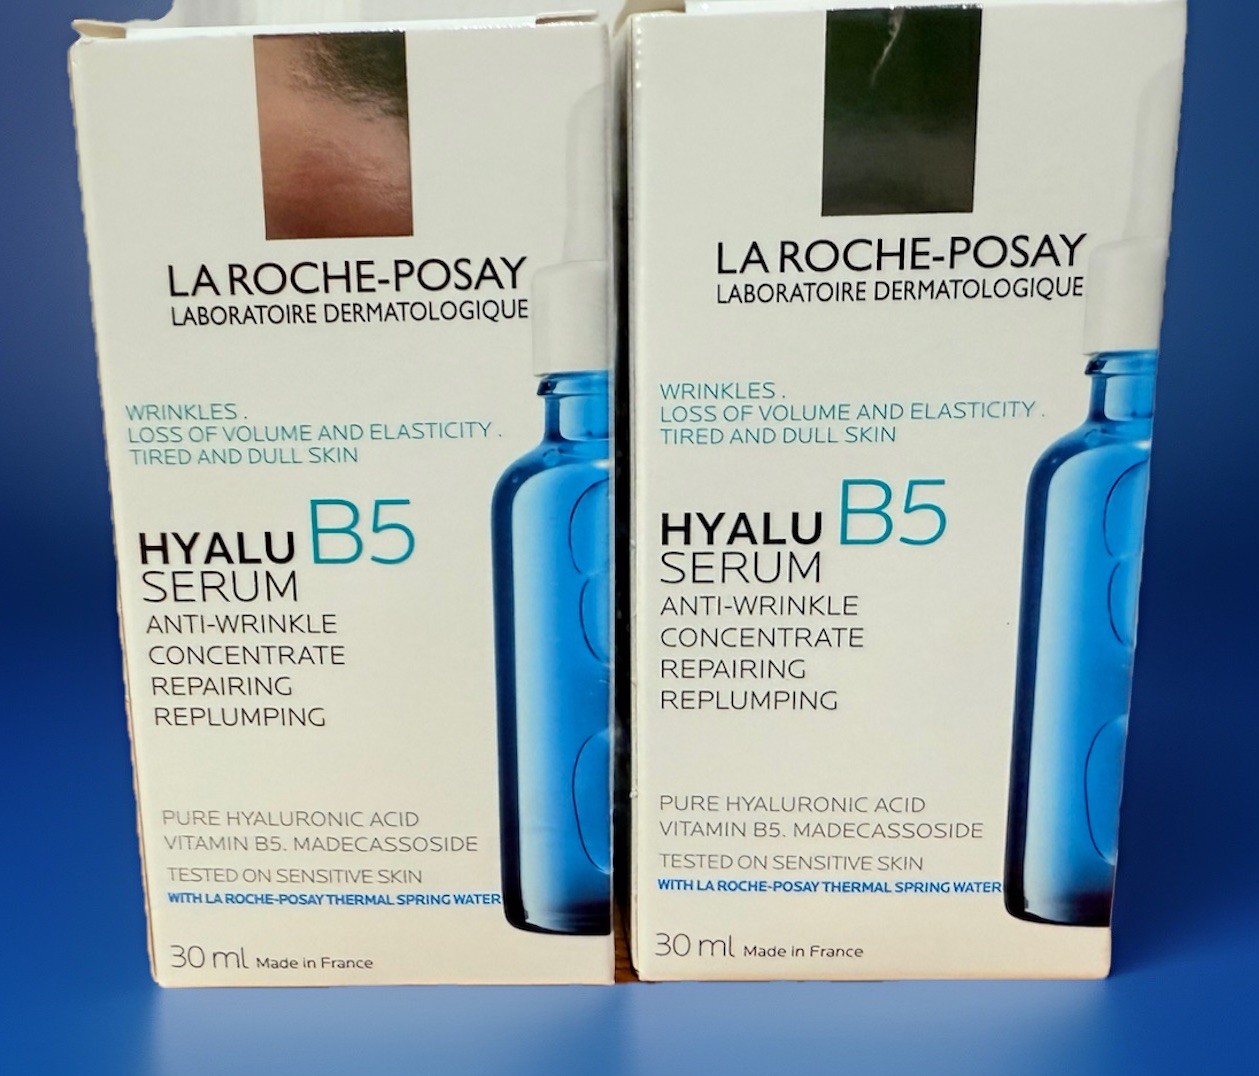 LA ROCHE-POSAY
LABORATOIRE DERMATOLOGIQUE
WRINKLES .
LOSS OF VOLUME AND ELASTICITY .
TIRED AND DULL SKIN
HYALU B5
SERUM
ANTI-WRINKLE
CONCENTRATE
REPAIRING
REPLUMPING
PURE HYALURONIC ACID
VITAMIN B5. MADECASSOSIDE
TESTED ON SENSITIVE SKIN
WITH LA ROCHE-POSAY THERMAL SPRING WATER
30 ml Made in France
LA ROCHE-POSAY
LABORATOIRE DERMATOLOGIQUE
WRINKLES .
LOSS OF VOLUME AND ELASTICITY .
TIRED AND DULL SKIN
HYALU B5
SERUM
ANTI-WRINKLE
CONCENTRATE
REPAIRING
REPLUMPING
PURE HYALURONIC ACID
VITAMIN B5. MADECASSOSIDE
TESTED ON SENSITIVE SKIN
WITH LA ROCHE-POSAY THERMAL SPRING WATER
30 ml Made in France